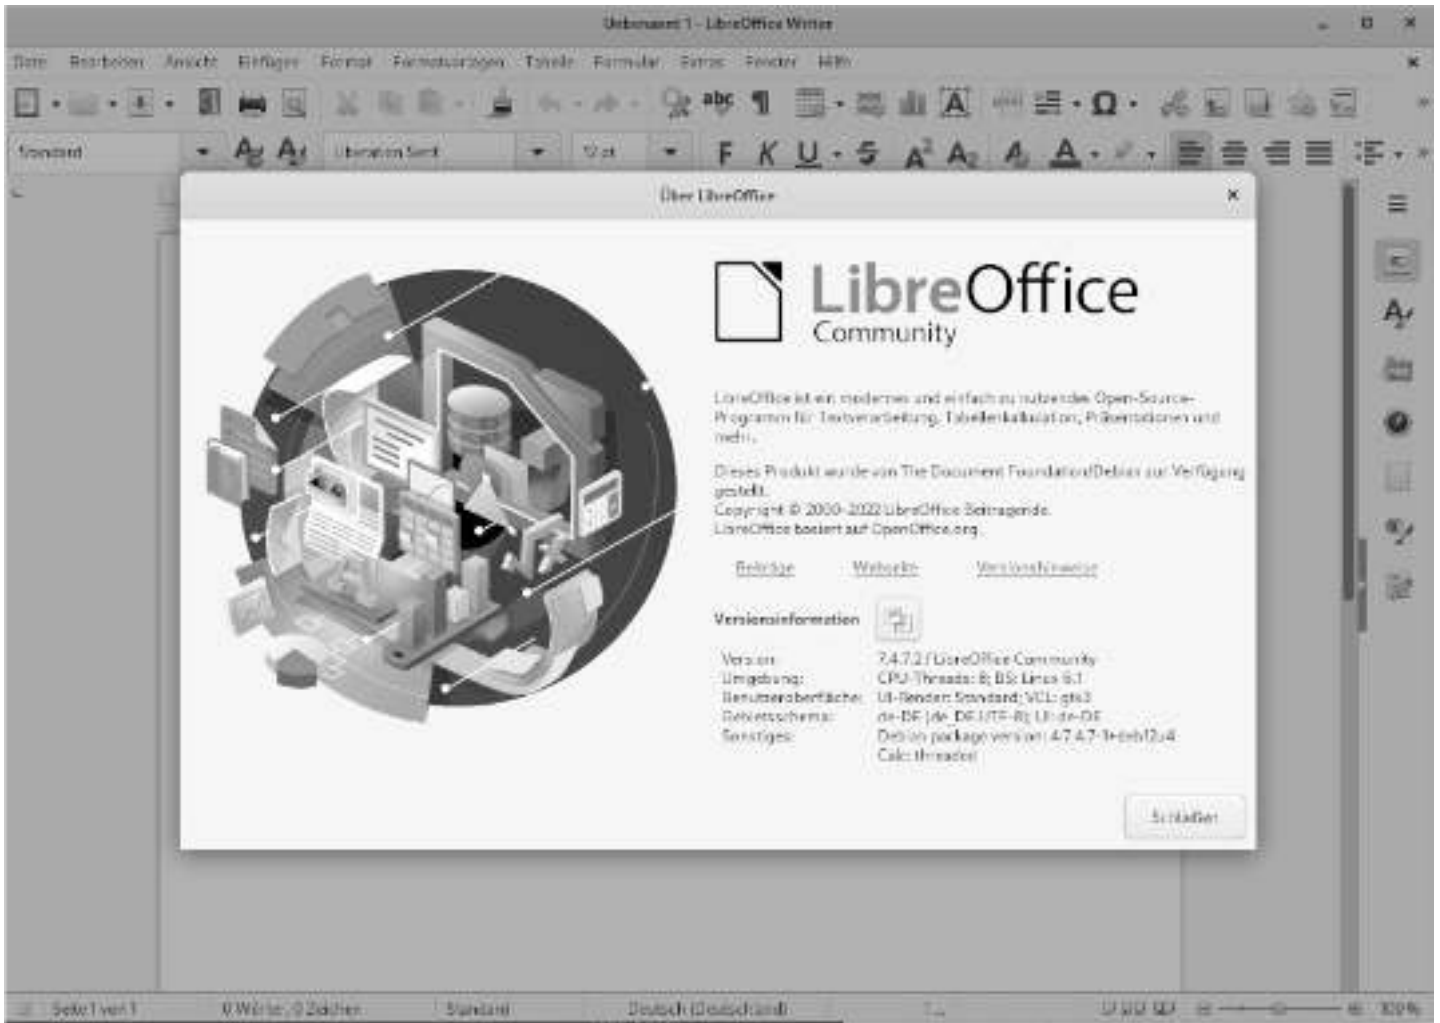 Unbenannt 1 - LibreOffice Writer
Datei Bearbeiten Ansicht Einfügen Format Formatvorlagen Tabelle Formular Extras Fenster Hilfe
abc ¶ A Ω
Standard Liberation Serif 12 pt F K U S A² A₂ A A
Über LibreOffice
LibreOffice
Community
LibreOffice ist ein modernes und einfach zu nutzendes Open-Source-
Programm für Textverarbeitung, Tabellenkalkulation, Präsentationen und
mehr.
Dieses Produkt wurde von The Document Foundation/Debian zur Verfügung
gestellt.
Copyright © 2000–2022 LibreOffice Beitragende.
LibreOffice basiert auf OpenOffice.org.
Beiträge Webseite Versionshinweise
Versionsinformation
Version: 7.4.7.2 / LibreOffice Community
Umgebung: CPU-Threads: 8; BS: Linux 6.1
Benutzeroberfläche: UI-Render: Standard; VCL: gtk3
Gebietsschema: de-DE (de_DE.UTF-8); UI: de-DE
Sonstiges: Debian package version: 4:7.4.7-1+deb12u4
Calc: threaded
Schließen
Seite 1 von 1 0 Wörter, 0 Zeichen Standard Deutsch (Deutschland) 100%